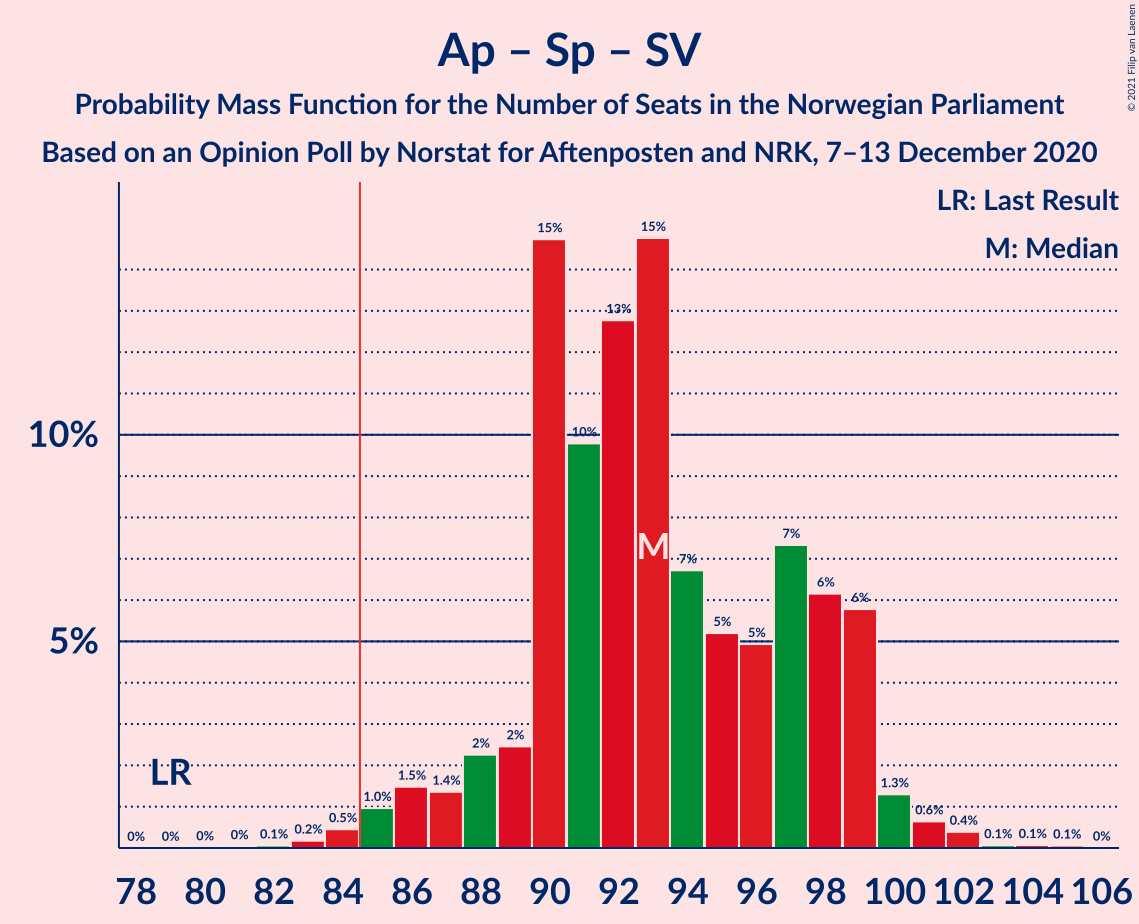 Ap – Sp – SV
Probability Mass Function for the Number of Seats in the Norwegian Parliament
Based on an Opinion Poll by Norstat for Aftenposten and NRK, 7–13 December 2020
© 2021 Filip van Laenen
LR: Last Result
M: Median
10%
5%
LR
M
0% 0% 0% 0% 0.1% 0.2% 0.5% 1.0% 1.5% 1.4% 2% 2% 15% 10% 13% 15% 7% 5% 5% 7% 6% 6% 1.3% 0.6% 0.4% 0.1% 0.1% 0.1% 0%
78 80 82 84 86 88 90 92 94 96 98 100 102 104 106